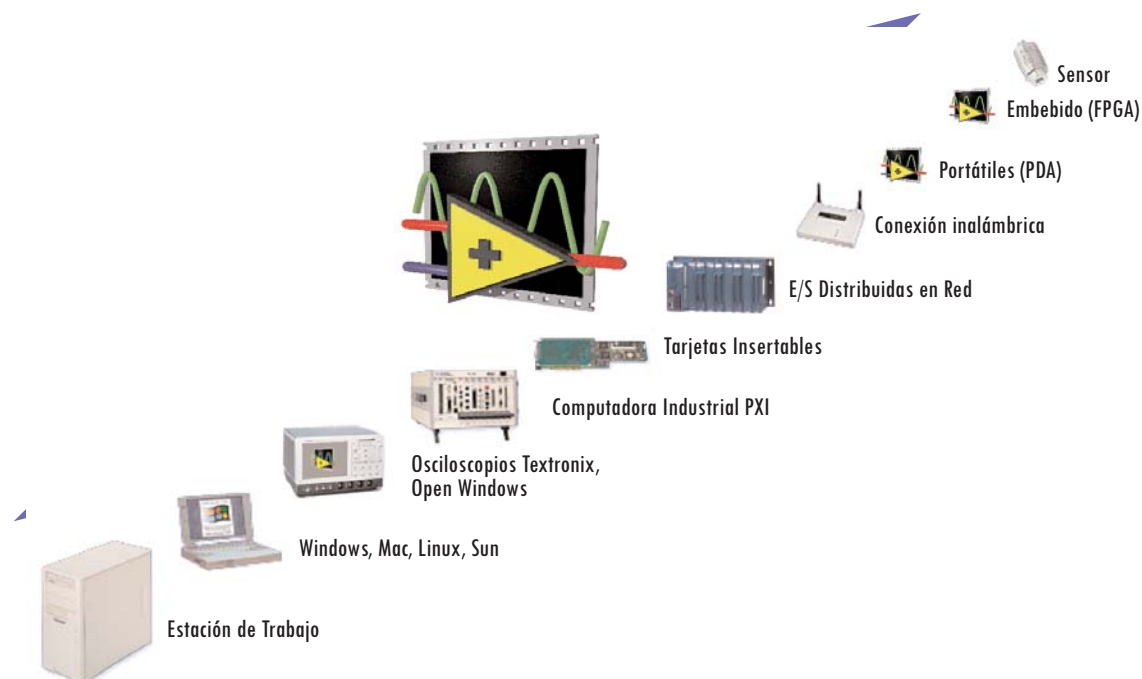 Sensor
Embebido (FPGA)
Portátiles (PDA)
Conexión inalámbrica
E/S Distribuidas en Red
Tarjetas Insertables
Computadora Industrial PXI
Osciloscopios Textronix,
Open Windows
Windows, Mac, Linux, Sun
Estación de Trabajo